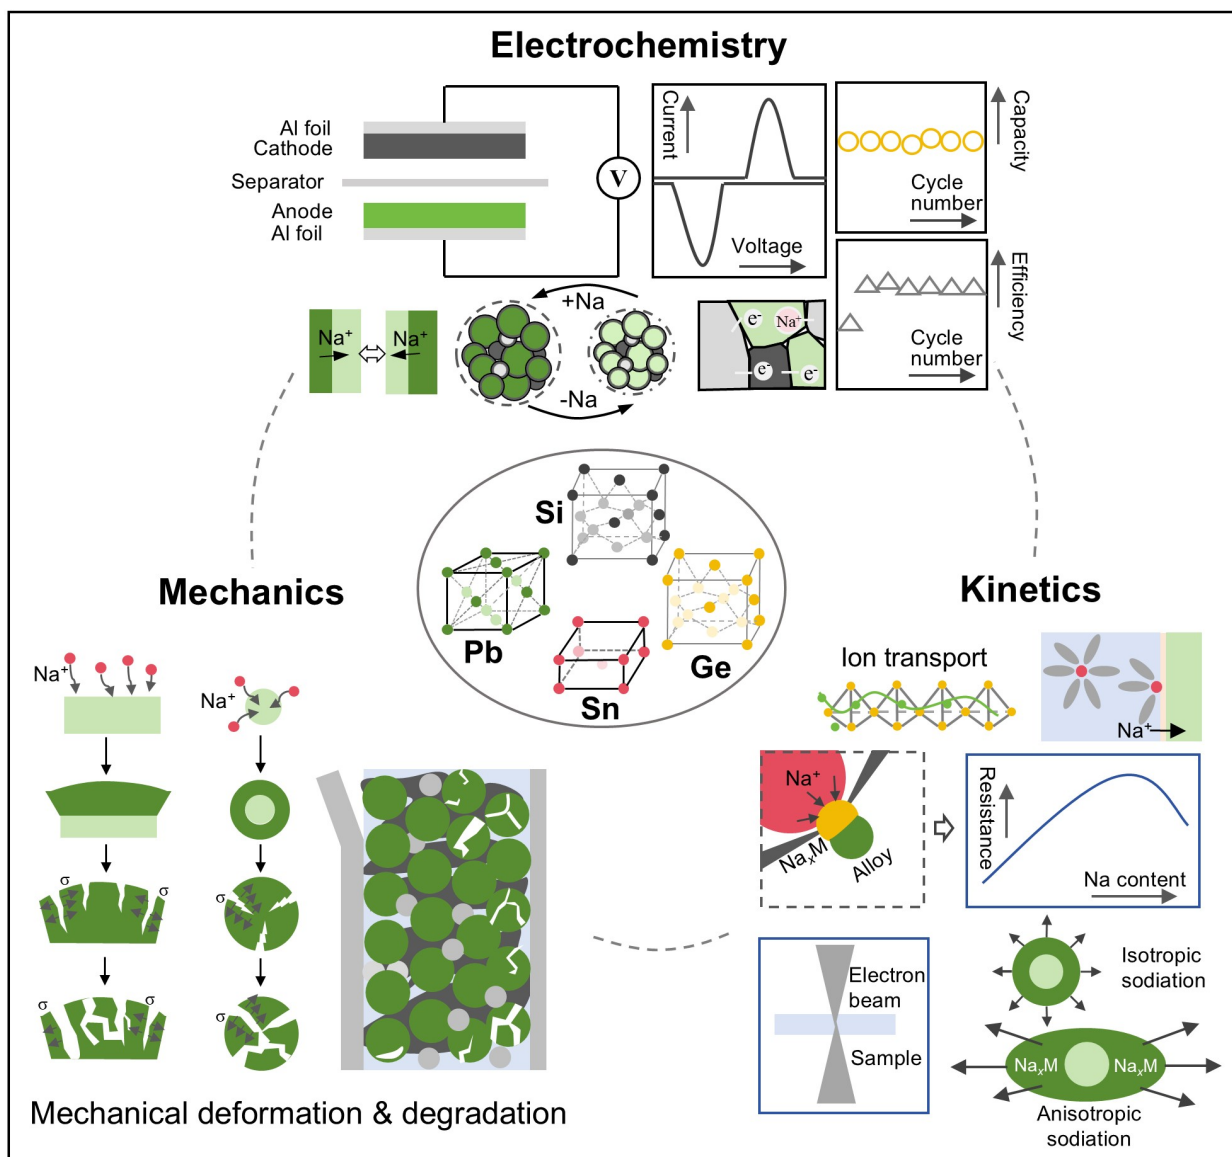 Electrochemistry
Al foil
Cathode
Separator
Anode
Al foil
V
Current
Voltage
Capacity
Cycle
number
Efficiency
Cycle
number
Na⁺
Na⁺
+Na
-Na
e⁻
Na⁺
e⁻
e⁻
Si
Pb
Ge
Sn
Mechanics
Na⁺
Na⁺
σ
σ
σ
σ
σ
σ
Mechanical deformation & degradation
Kinetics
Ion transport
Na⁺
Na⁺
NaₓM
Alloy
Resistance
Na content
Electron
beam
Sample
Isotropic
sodiation
NaₓM
NaₓM
Anisotropic
sodiation